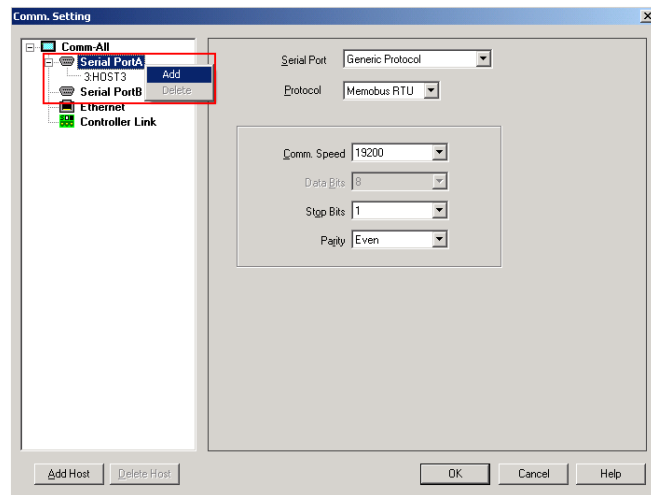 Comm. Setting
Comm-All
Serial PortA
3:HOST3
Add
Serial PortB
Delete
Ethernet
Controller Link
Serial Port Generic Protocol
Protocol Memobus RTU
Comm. Speed 19200
Data Bits 8
Stop Bits 1
Parity Even
Add Host Delete Host OK Cancel Help